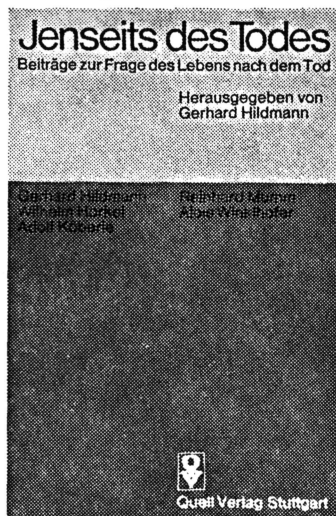 Jenseits des Todes
Beiträge zur Frage des Lebens nach dem Tod
Herausgegeben von
Gerhard Hildmann
Gerhard Hildmann
Wilhelm Horkel
Adolf Köberle
Reinhard Mumm
Alois Winklhofer
Quell Verlag Stuttgart